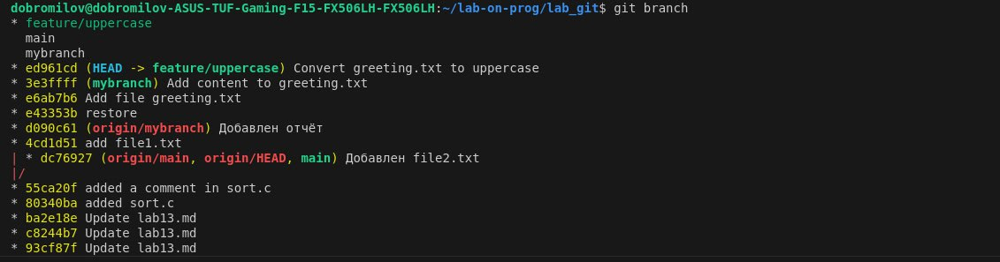 dobromilov@dobromilov-ASUS-TUF-Gaming-F15-FX506LH-FX506LH:~/lab-on-prog/lab_git$ git branch
* feature/uppercase
  main
  mybranch
* ed961cd (HEAD -> feature/uppercase) Convert greeting.txt to uppercase
* 3e3ffff (mybranch) Add content to greeting.txt
* e6ab7b6 Add file greeting.txt
* e43353b restore
* d090c61 (origin/mybranch) Добавлен отчёт
* 4cd1d51 add file1.txt
| * dc76927 (origin/main, origin/HEAD, main) Добавлен file2.txt
|/
* 55ca20f added a comment in sort.c
* 80340ba added sort.c
* ba2e18e Update lab13.md
* c8244b7 Update lab13.md
* 93cf87f Update lab13.md